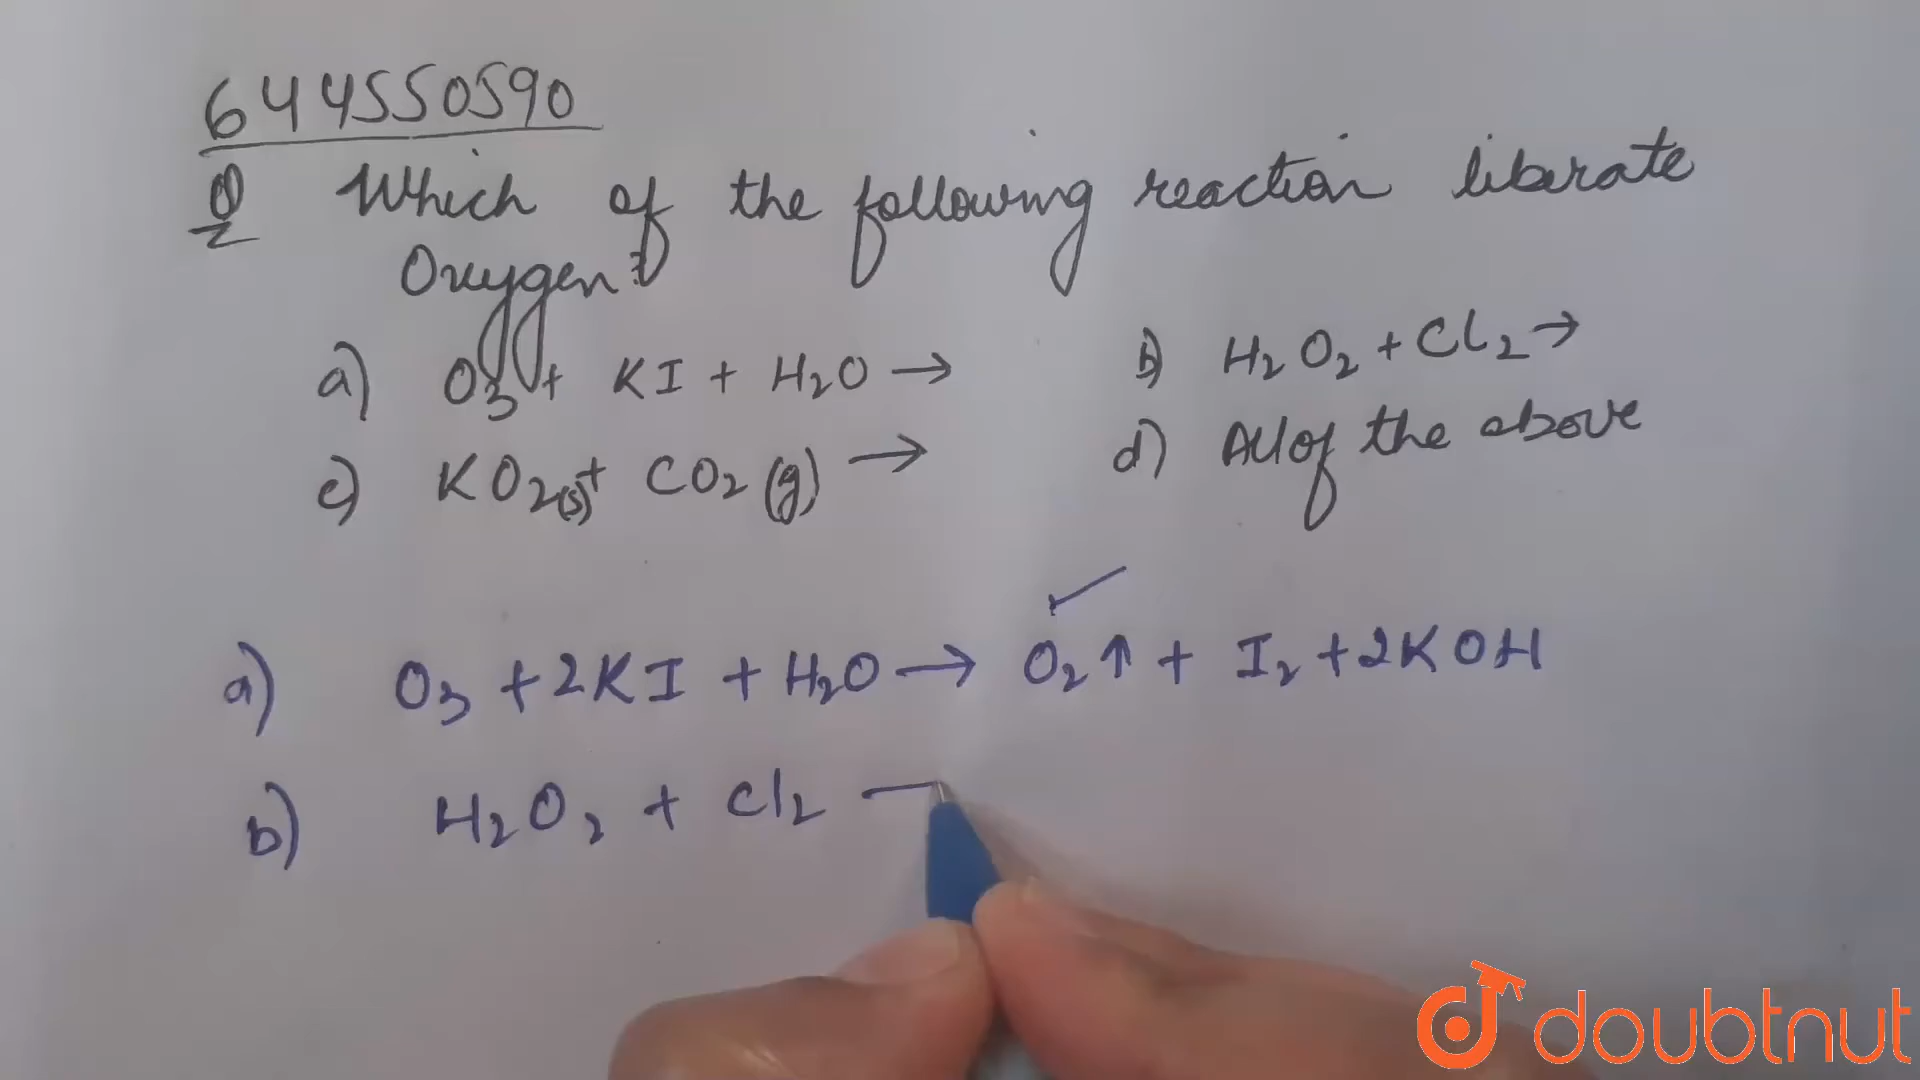 644550590
Q Which of the following reaction liberate
Oxygen?
a) O3 + KI + H2O → b) H2O2 + Cl2 →
c) KO2(s) + CO2 (g) → d) All of the above
a) O3 + 2KI + H2O → O2↑ + I2 + 2KOH
b) H2O2 + Cl2 —
doubtnut